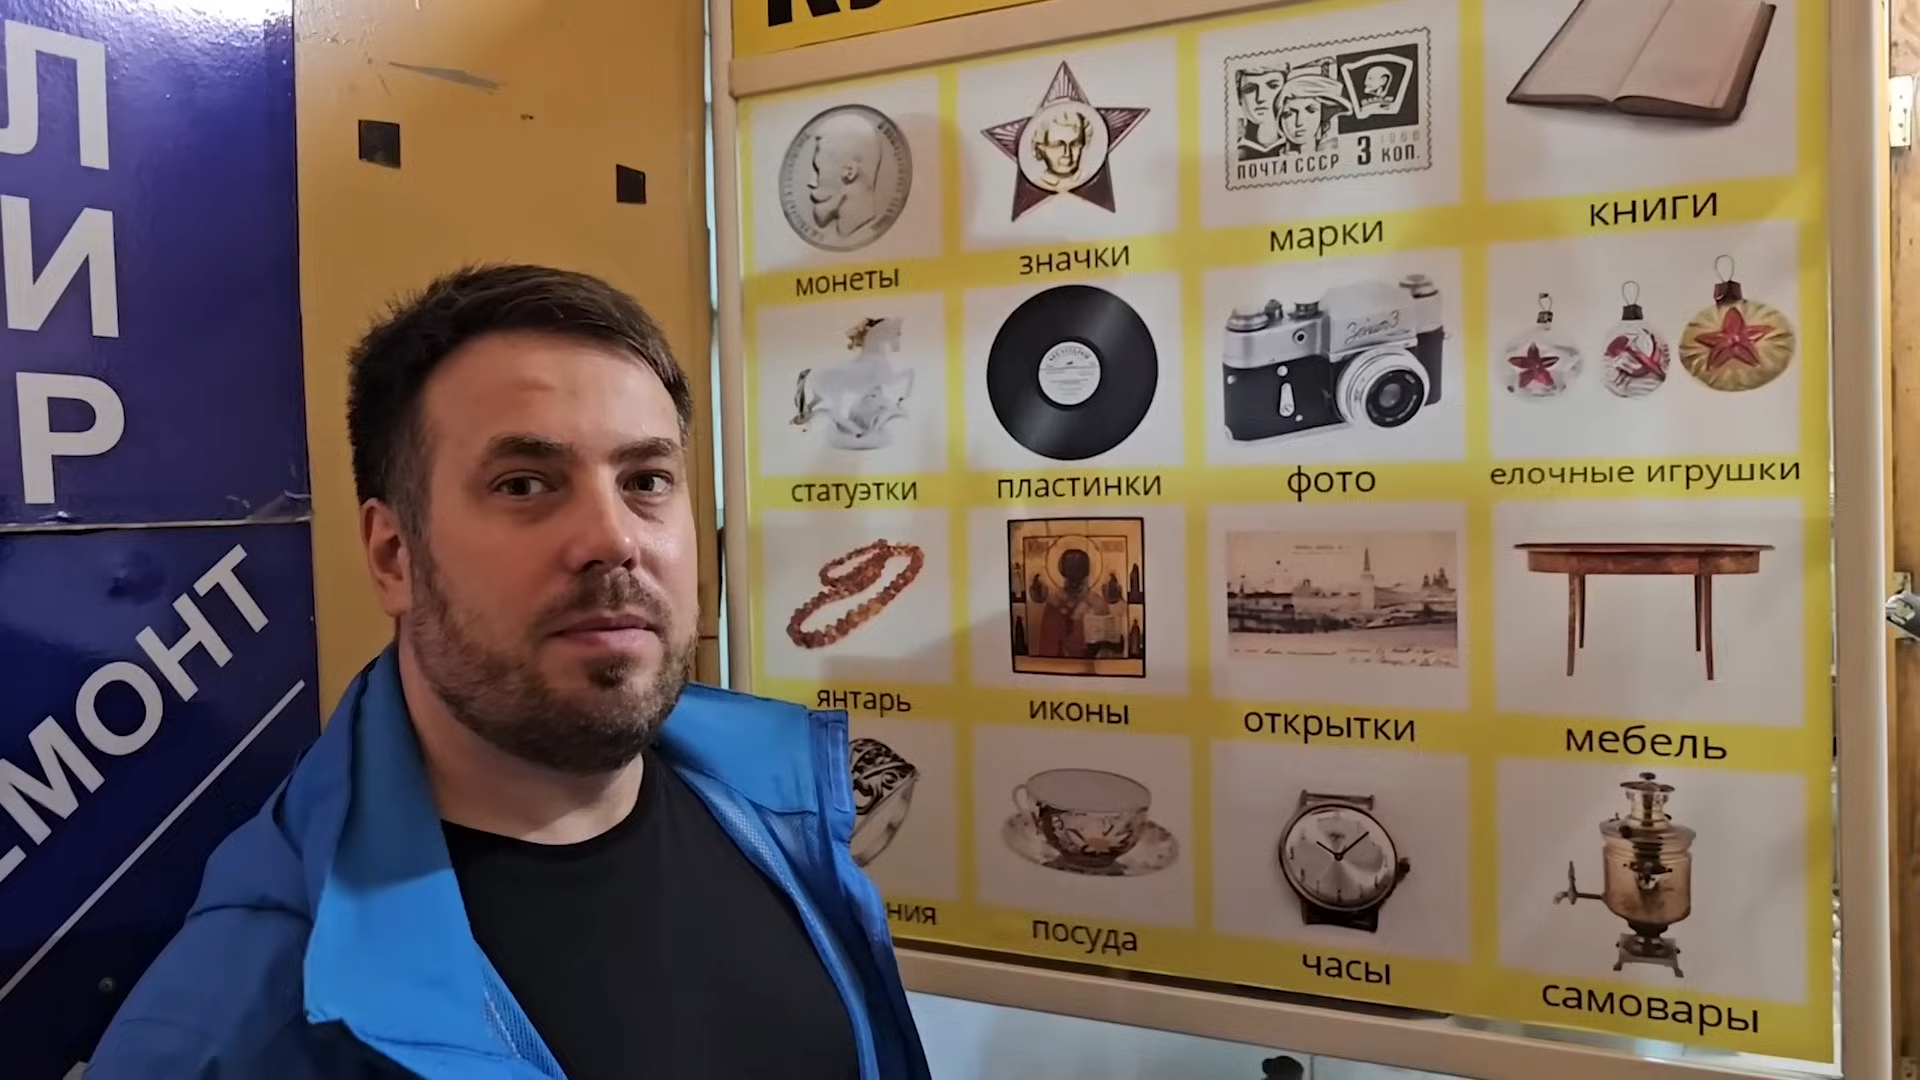 Л
И
Р
ЕМОНТ
ПОЧТА СССР 3 КОП.
монеты
значки
марки
книги
статуэтки
пластинки
фото
елочные игрушки
янтарь
иконы
открытки
мебель
ния
посуда
часы
самовары